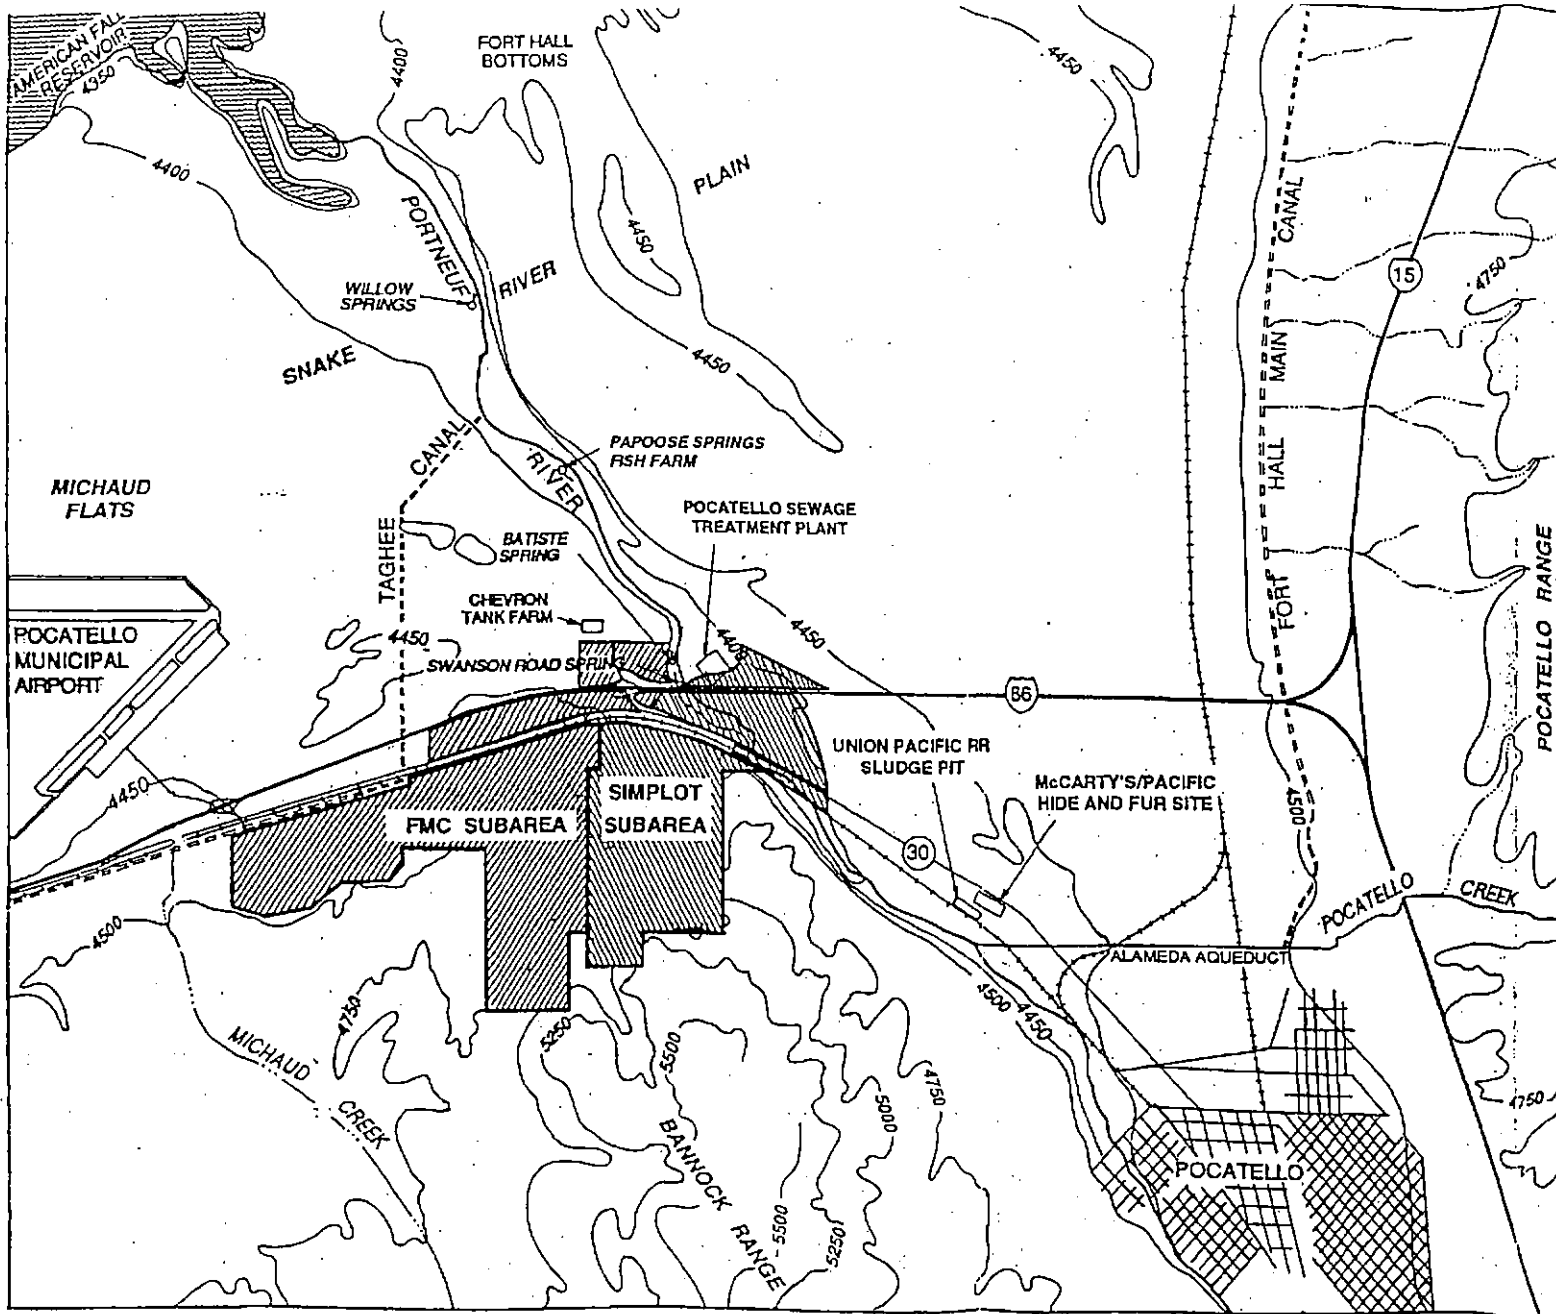 AMERICAN FALL
RESERVOIR
4350
4400
FORT HALL
BOTTOMS
4450
4400
PLAIN
4450
PORTNEUF
RIVER
WILLOW
SPRINGS
SNAKE
4450
CANAL
15
4750
MAIN
HALL
FORT
CANAL
RIVER
PAPOOSE SPRINGS
FISH FARM
MICHAUD
FLATS
TAGHEE
BATISTE
SPRING
POCATELLO SEWAGE
TREATMENT PLANT
POCATELLO RANGE
CHEVRON
TANK FARM
POCATELLO
MUNICIPAL
AIRPORT
4450
SWANSON ROAD SPRING
4400
4450
86
UNION PACIFIC RR
SLUDGE PIT
McCARTY'S/PACIFIC
HIDE AND FUR SITE
4500
4450
FMC SUBAREA
SIMPLOT
SUBAREA
30
POCATELLO
CREEK
4500
ALAMEDA AQUEDUCT
4500
4450
4750
5250
5500
MICHAUD
CREEK
BANNOCK RANGE
4750
5000
4750
POCATELLO
5500
5250